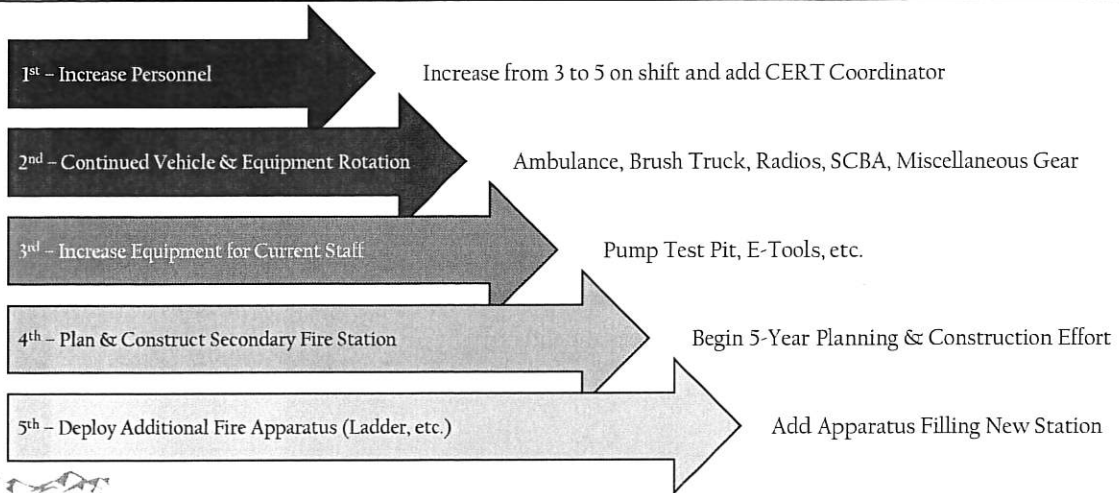 1st – Increase Personnel
Increase from 3 to 5 on shift and add CERT Coordinator
2nd – Continued Vehicle & Equipment Rotation
Ambulance, Brush Truck, Radios, SCBA, Miscellaneous Gear
3rd – Increase Equipment for Current Staff
Pump Test Pit, E-Tools, etc.
4th – Plan & Construct Secondary Fire Station
Begin 5-Year Planning & Construction Effort
5th – Deploy Additional Fire Apparatus (Ladder, etc.)
Add Apparatus Filling New Station